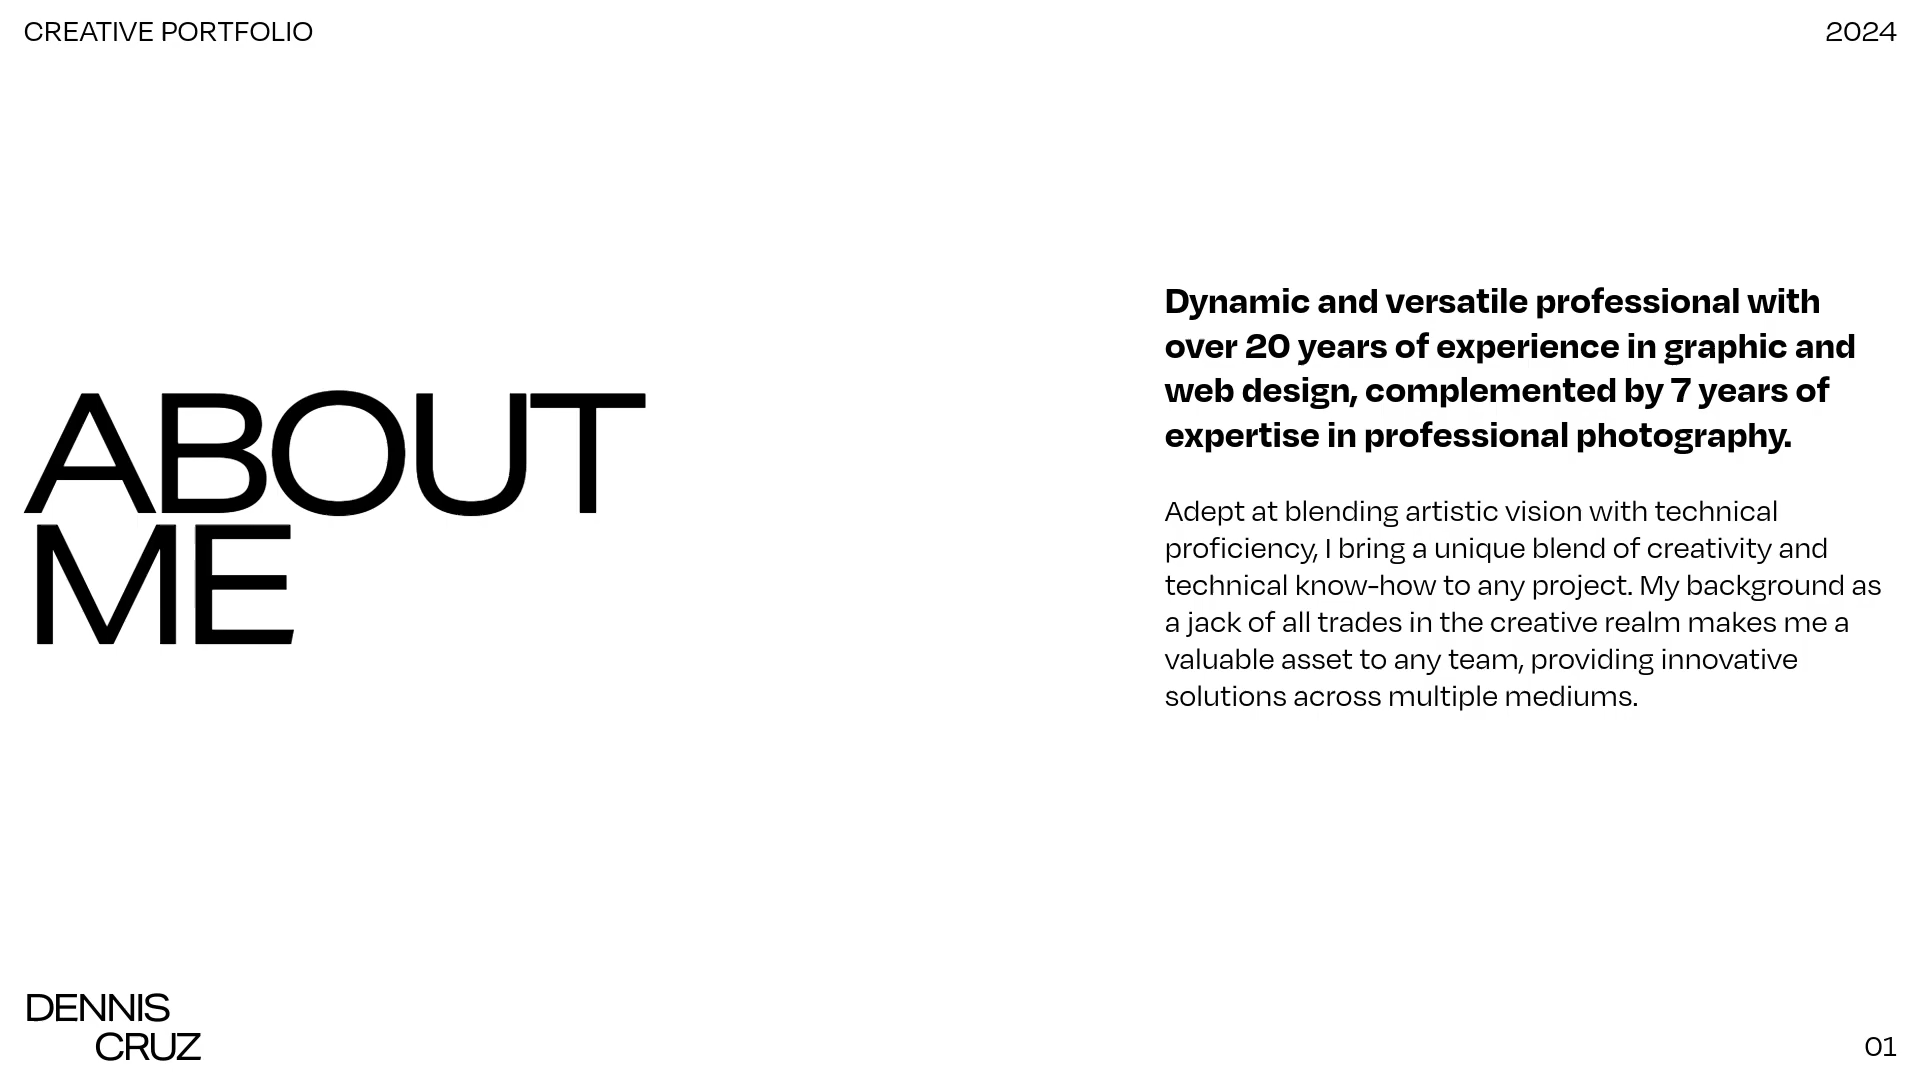 CREATIVE PORTFOLIO
2024
ABOUT
ME
Dynamic and versatile professional with
over 20 years of experience in graphic and
web design, complemented by 7 years of
expertise in professional photography.
Adept at blending artistic vision with technical
proficiency, I bring a unique blend of creativity and
technical know-how to any project. My background as
a jack of all trades in the creative realm makes me a
valuable asset to any team, providing innovative
solutions across multiple mediums.
DENNIS
CRUZ
01